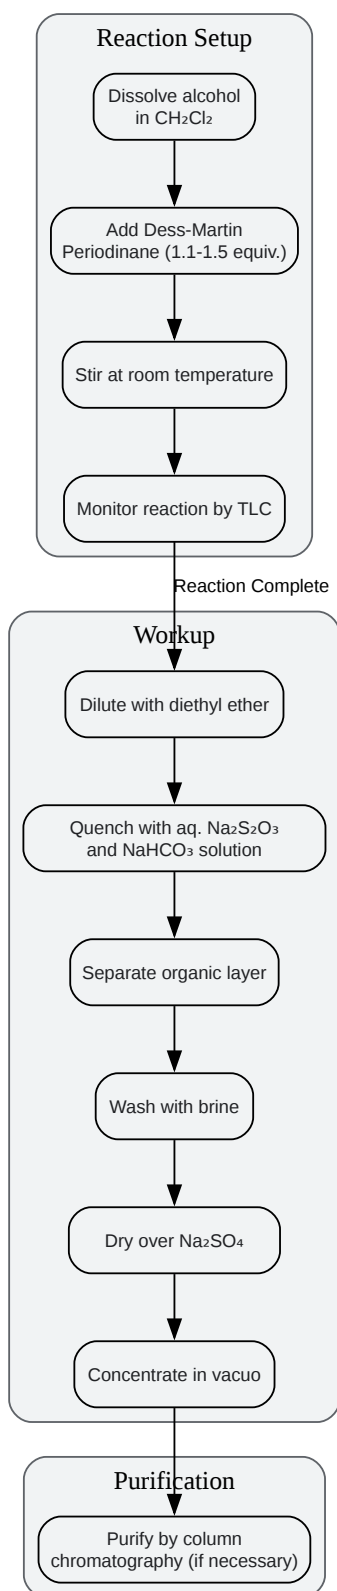 Reaction Setup
Dissolve alcohol
in CH₂Cl₂
Add Dess-Martin
Periodinane (1.1-1.5 equiv.)
Stir at room temperature
Monitor reaction by TLC
Reaction Complete
Workup
Dilute with diethyl ether
Quench with aq. Na₂S₂O₃
and NaHCO₃ solution
Separate organic layer
Wash with brine
Dry over Na₂SO₄
Concentrate in vacuo
Purification
Purify by column
chromatography (if necessary)